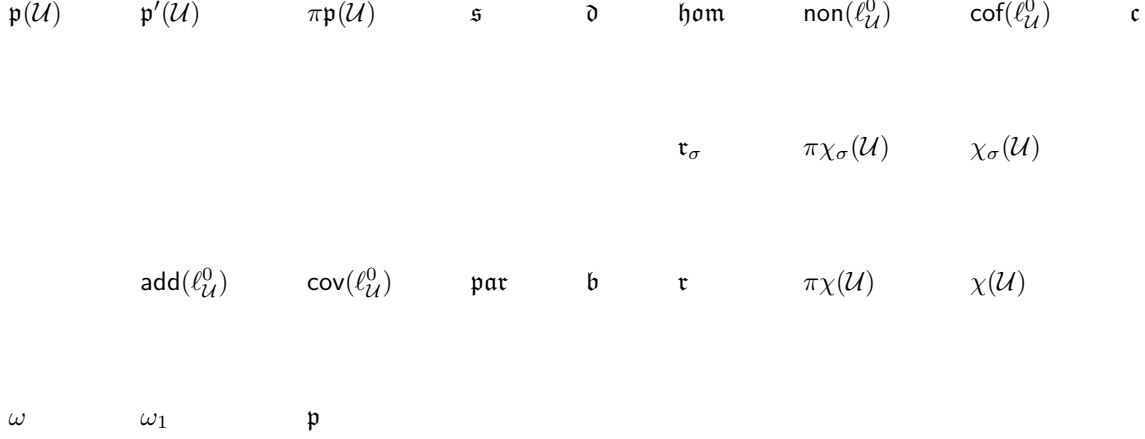 𝔭(𝒰) 𝔭′(𝒰) π𝔭(𝒰) 𝔰 𝔡 𝔥𝔬𝔪 non(ℓ⁰_𝒰) cof(ℓ⁰_𝒰) 𝔠
𝔯_σ πχ_σ(𝒰) χ_σ(𝒰)
add(ℓ⁰_𝒰) cov(ℓ⁰_𝒰) 𝔭𝔞𝔯 𝔟 𝔯 πχ(𝒰) χ(𝒰)
ω ω₁ 𝔭